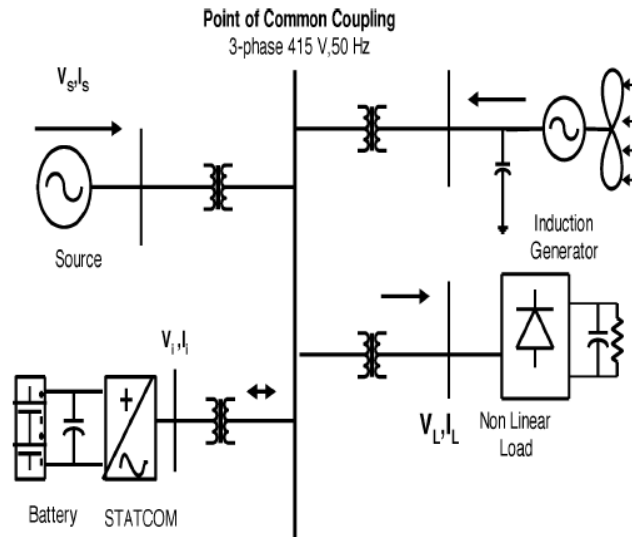 Point of Common Coupling
3-phase 415 V,50 Hz
Vs,Is
Source
Induction
Generator
Vi,Ii
VL,IL
Non Linear
Load
Battery
STATCOM